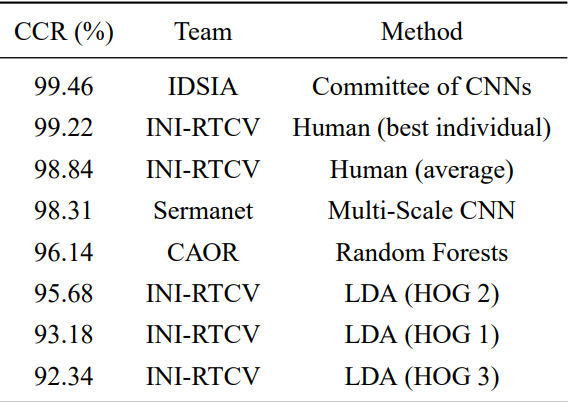 CCR (%) Team Method
99.46 IDSIA Committee of CNNs
99.22 INI-RTCV Human (best individual)
98.84 INI-RTCV Human (average)
98.31 Sermanet Multi-Scale CNN
96.14 CAOR Random Forests
95.68 INI-RTCV LDA (HOG 2)
93.18 INI-RTCV LDA (HOG 1)
92.34 INI-RTCV LDA (HOG 3)